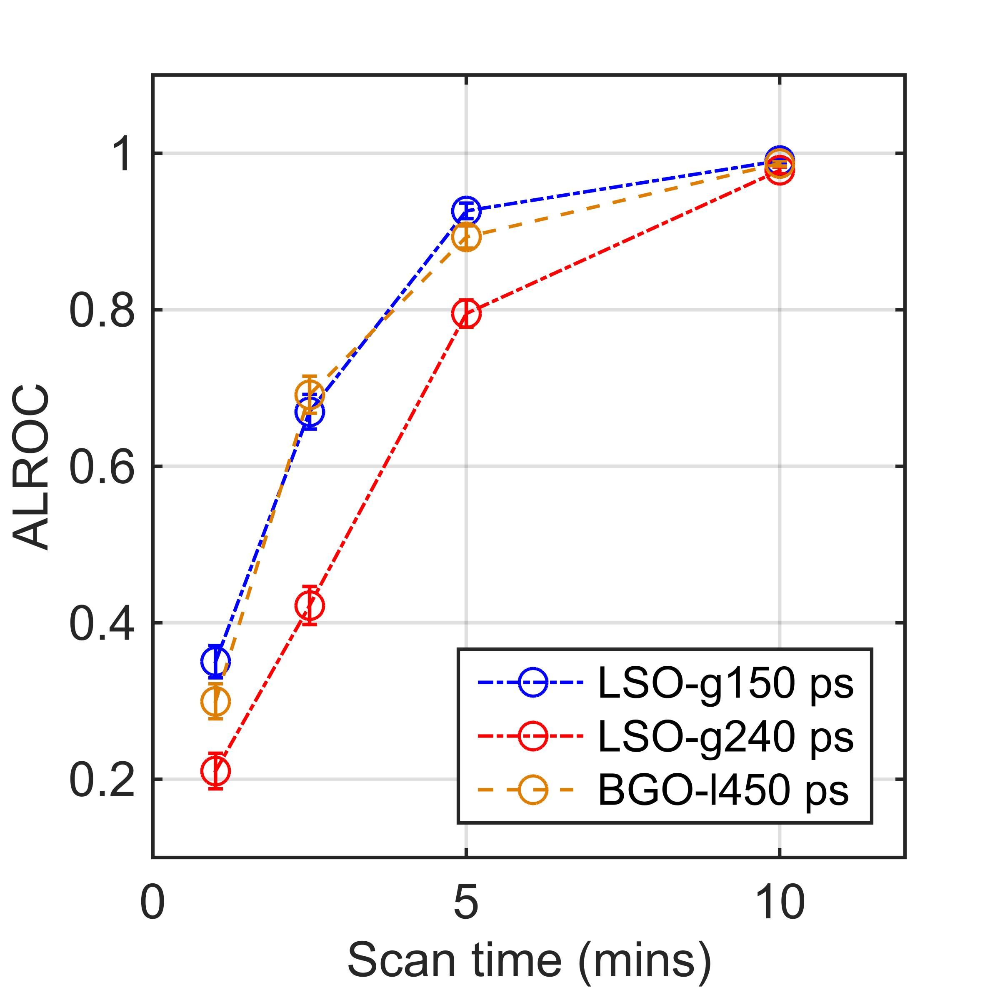 1
0.8
0.6
0.4
0.2
ALROC
LSO-g150 ps
LSO-g240 ps
BGO-l450 ps
0 5 10
Scan time (mins)